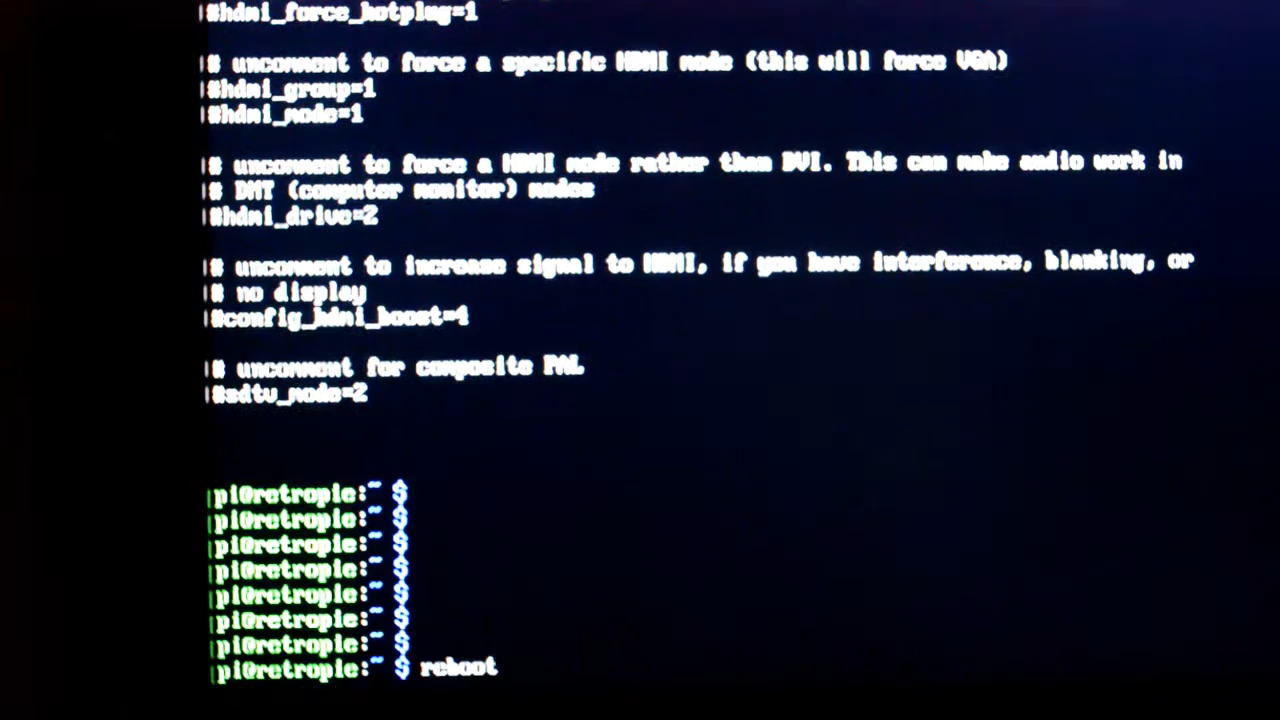 #hdmi_force_hotplug=1
# uncomment to force a specific HDMI mode (this will force VGA)
#hdmi_group=1
#hdmi_mode=1
# uncomment to force a HDMI mode rather than DVI. This can make audio work in
# DMT (computer monitor) modes
#hdmi_drive=2
# uncomment to increase signal to HDMI, if you have interference, blanking, or
# no display
#config_hdmi_boost=4
# uncomment for composite PAL
#sdtv_mode=2
pi@retropie:~ $
pi@retropie:~ $
pi@retropie:~ $
pi@retropie:~ $
pi@retropie:~ $
pi@retropie:~ $
pi@retropie:~ $
pi@retropie:~ $ reboot